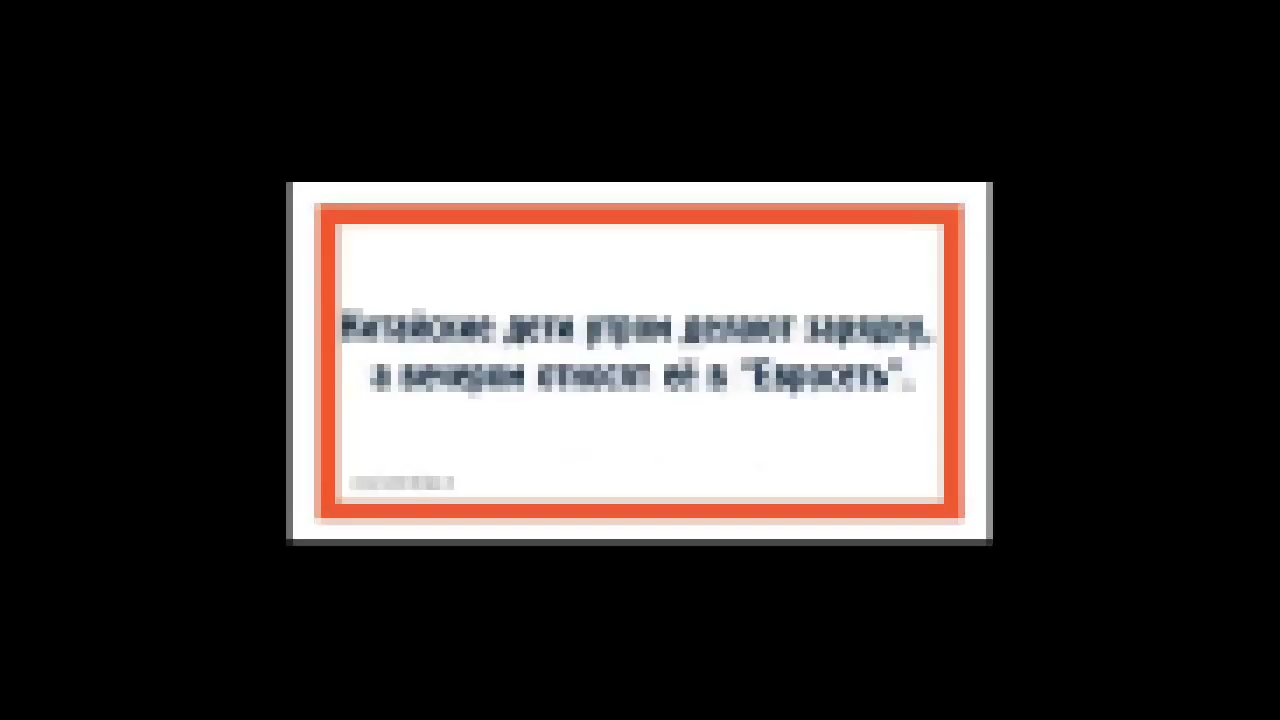 Китайские дети утром делают зарядку,
а вечером относят её в "Евросеть".